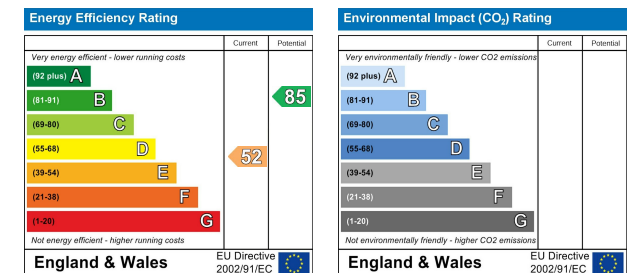 Energy Efficiency Rating
Current Potential
Very energy efficient - lower running costs
(92 plus) A
(81-91) B
85
(69-80) C
(55-68) D
52
(39-54) E
(21-38) F
(1-20) G
Not energy efficient - higher running costs
England & Wales
EU Directive
2002/91/EC
Environmental Impact (CO₂) Rating
Current Potential
Very environmentally friendly - lower CO2 emissions
(92 plus) A
(81-91) B
(69-80) C
(55-68) D
(39-54) E
(21-38) F
(1-20) G
Not environmentally friendly - higher CO2 emissions
England & Wales
EU Directive
2002/91/EC